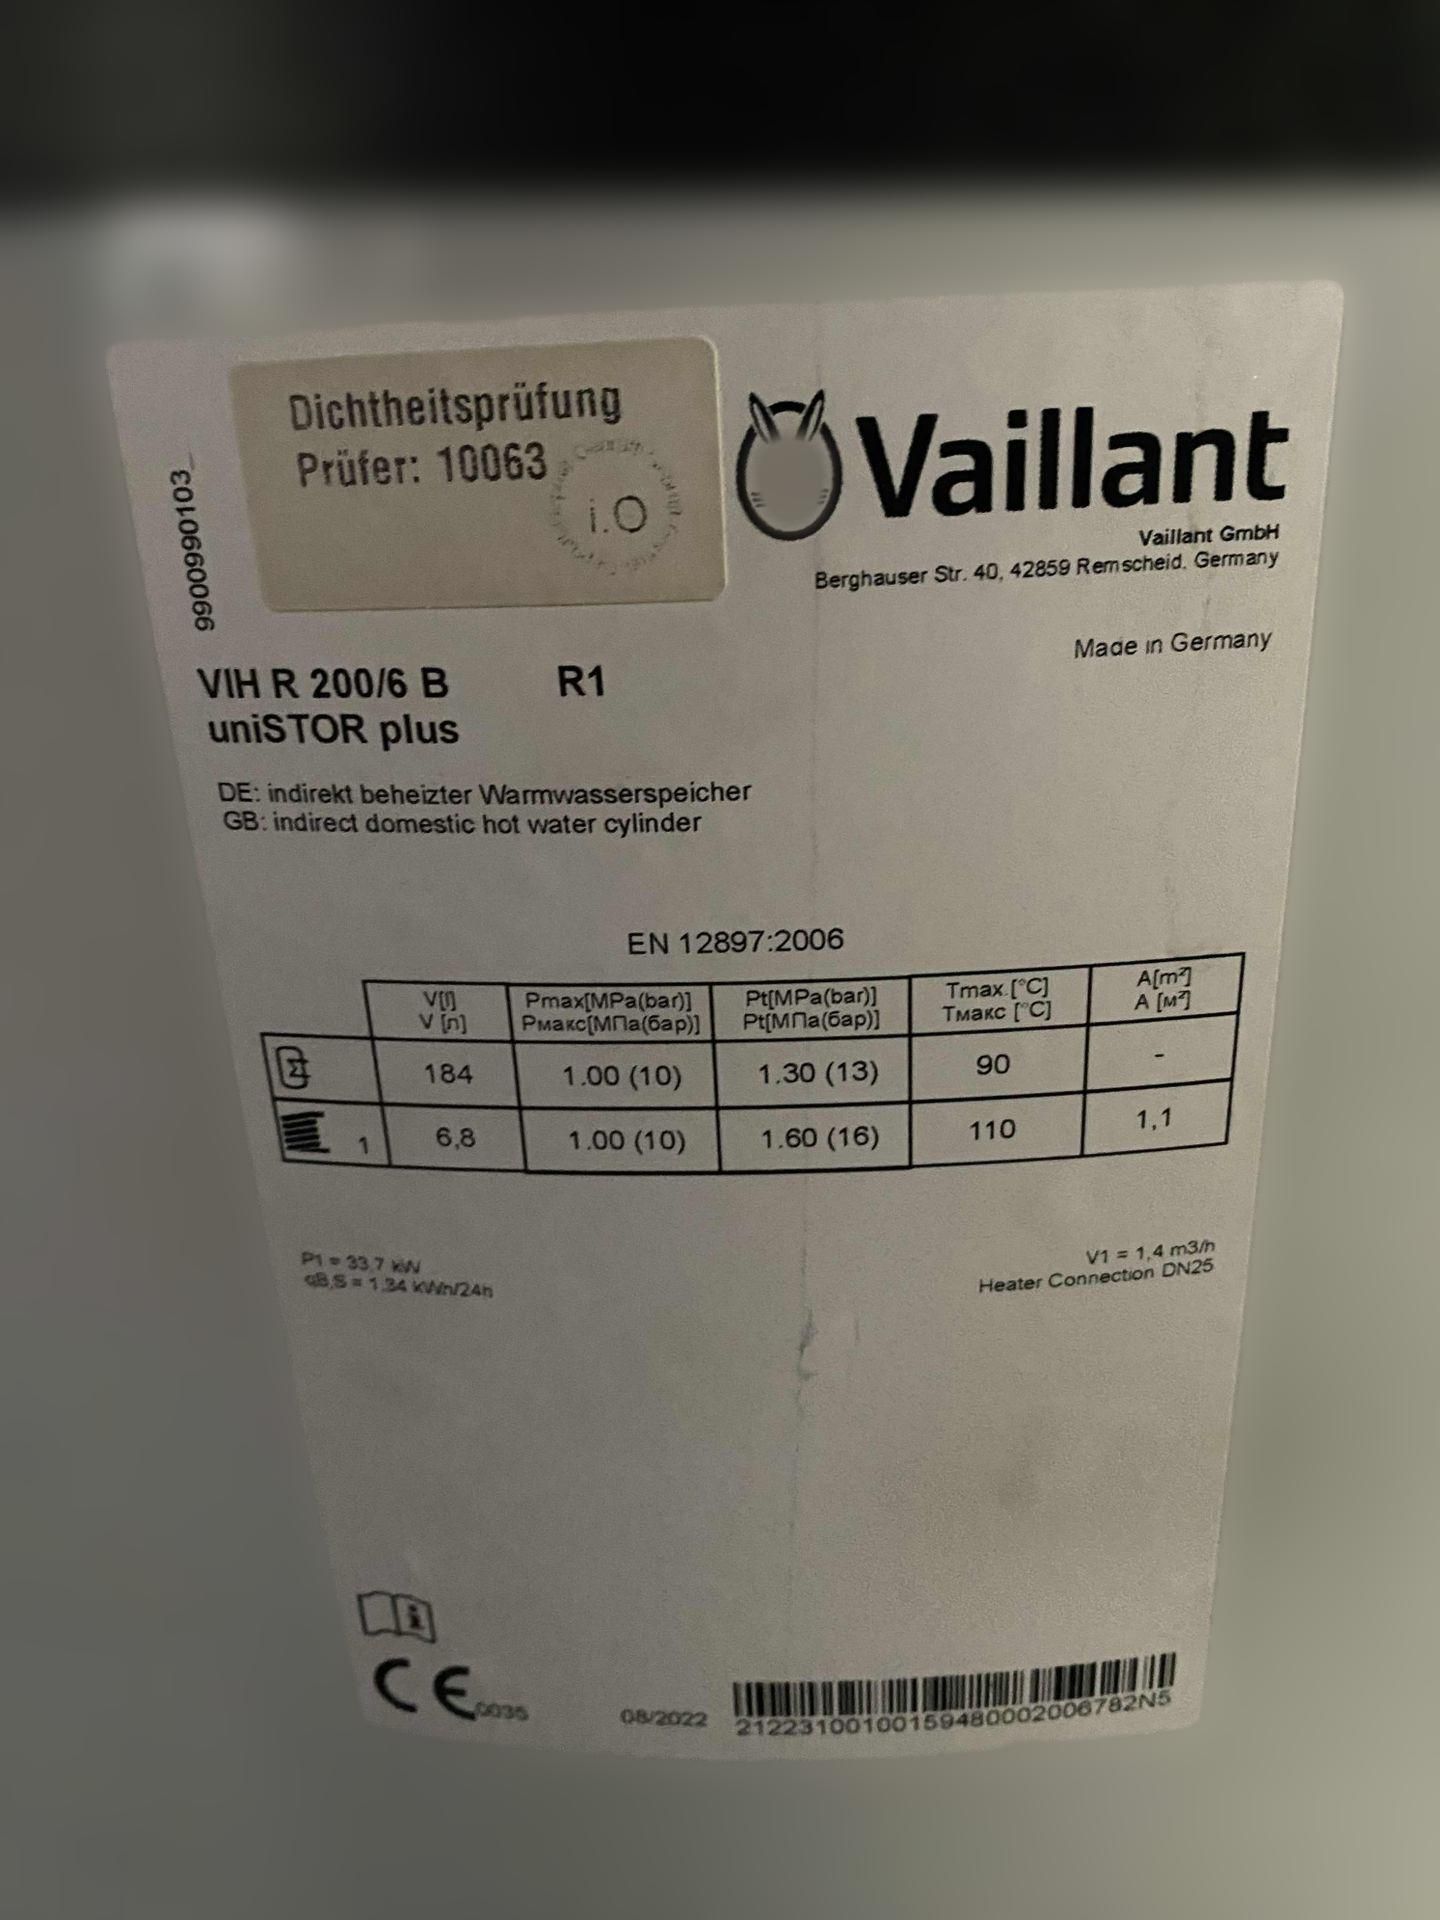 Dichtheitsprüfung
Prüfer: 10063
i.O
9900990103_
Vaillant
Vaillant GmbH
Berghauser Str. 40, 42859 Remscheid. Germany
Made in Germany
VIH R 200/6 B R1
uniSTOR plus
DE: indirekt beheizter Warmwasserspeicher
GB: indirect domestic hot water cylinder
EN 12897:2006
V[l] Pmax[MPa(bar)] Pt[MPa(bar)] Tmax.[°C] A[m²]
V [л] Pмакс[МПа(бар)] Pt[МПа(бар)] Tмакс [°C] A [м²]
184 1.00 (10) 1.30 (13) 90 -
1 6,8 1.00 (10) 1.60 (16) 110 1,1
P1 = 33,7 kW
qB,S = 1,34 kWh/24h
V1 = 1,4 m3/h
Heater Connection DN25
CE 0035
08/2022
21223100100159480002006782N5